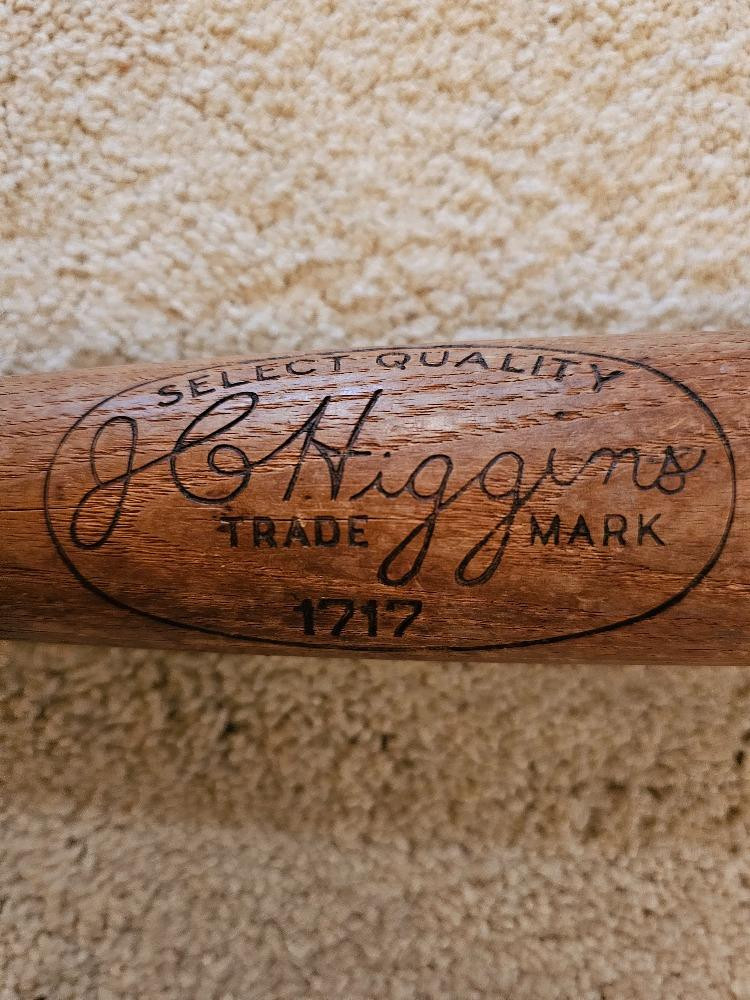 SELECT QUALITY
J C Higgins
TRADE MARK
1717